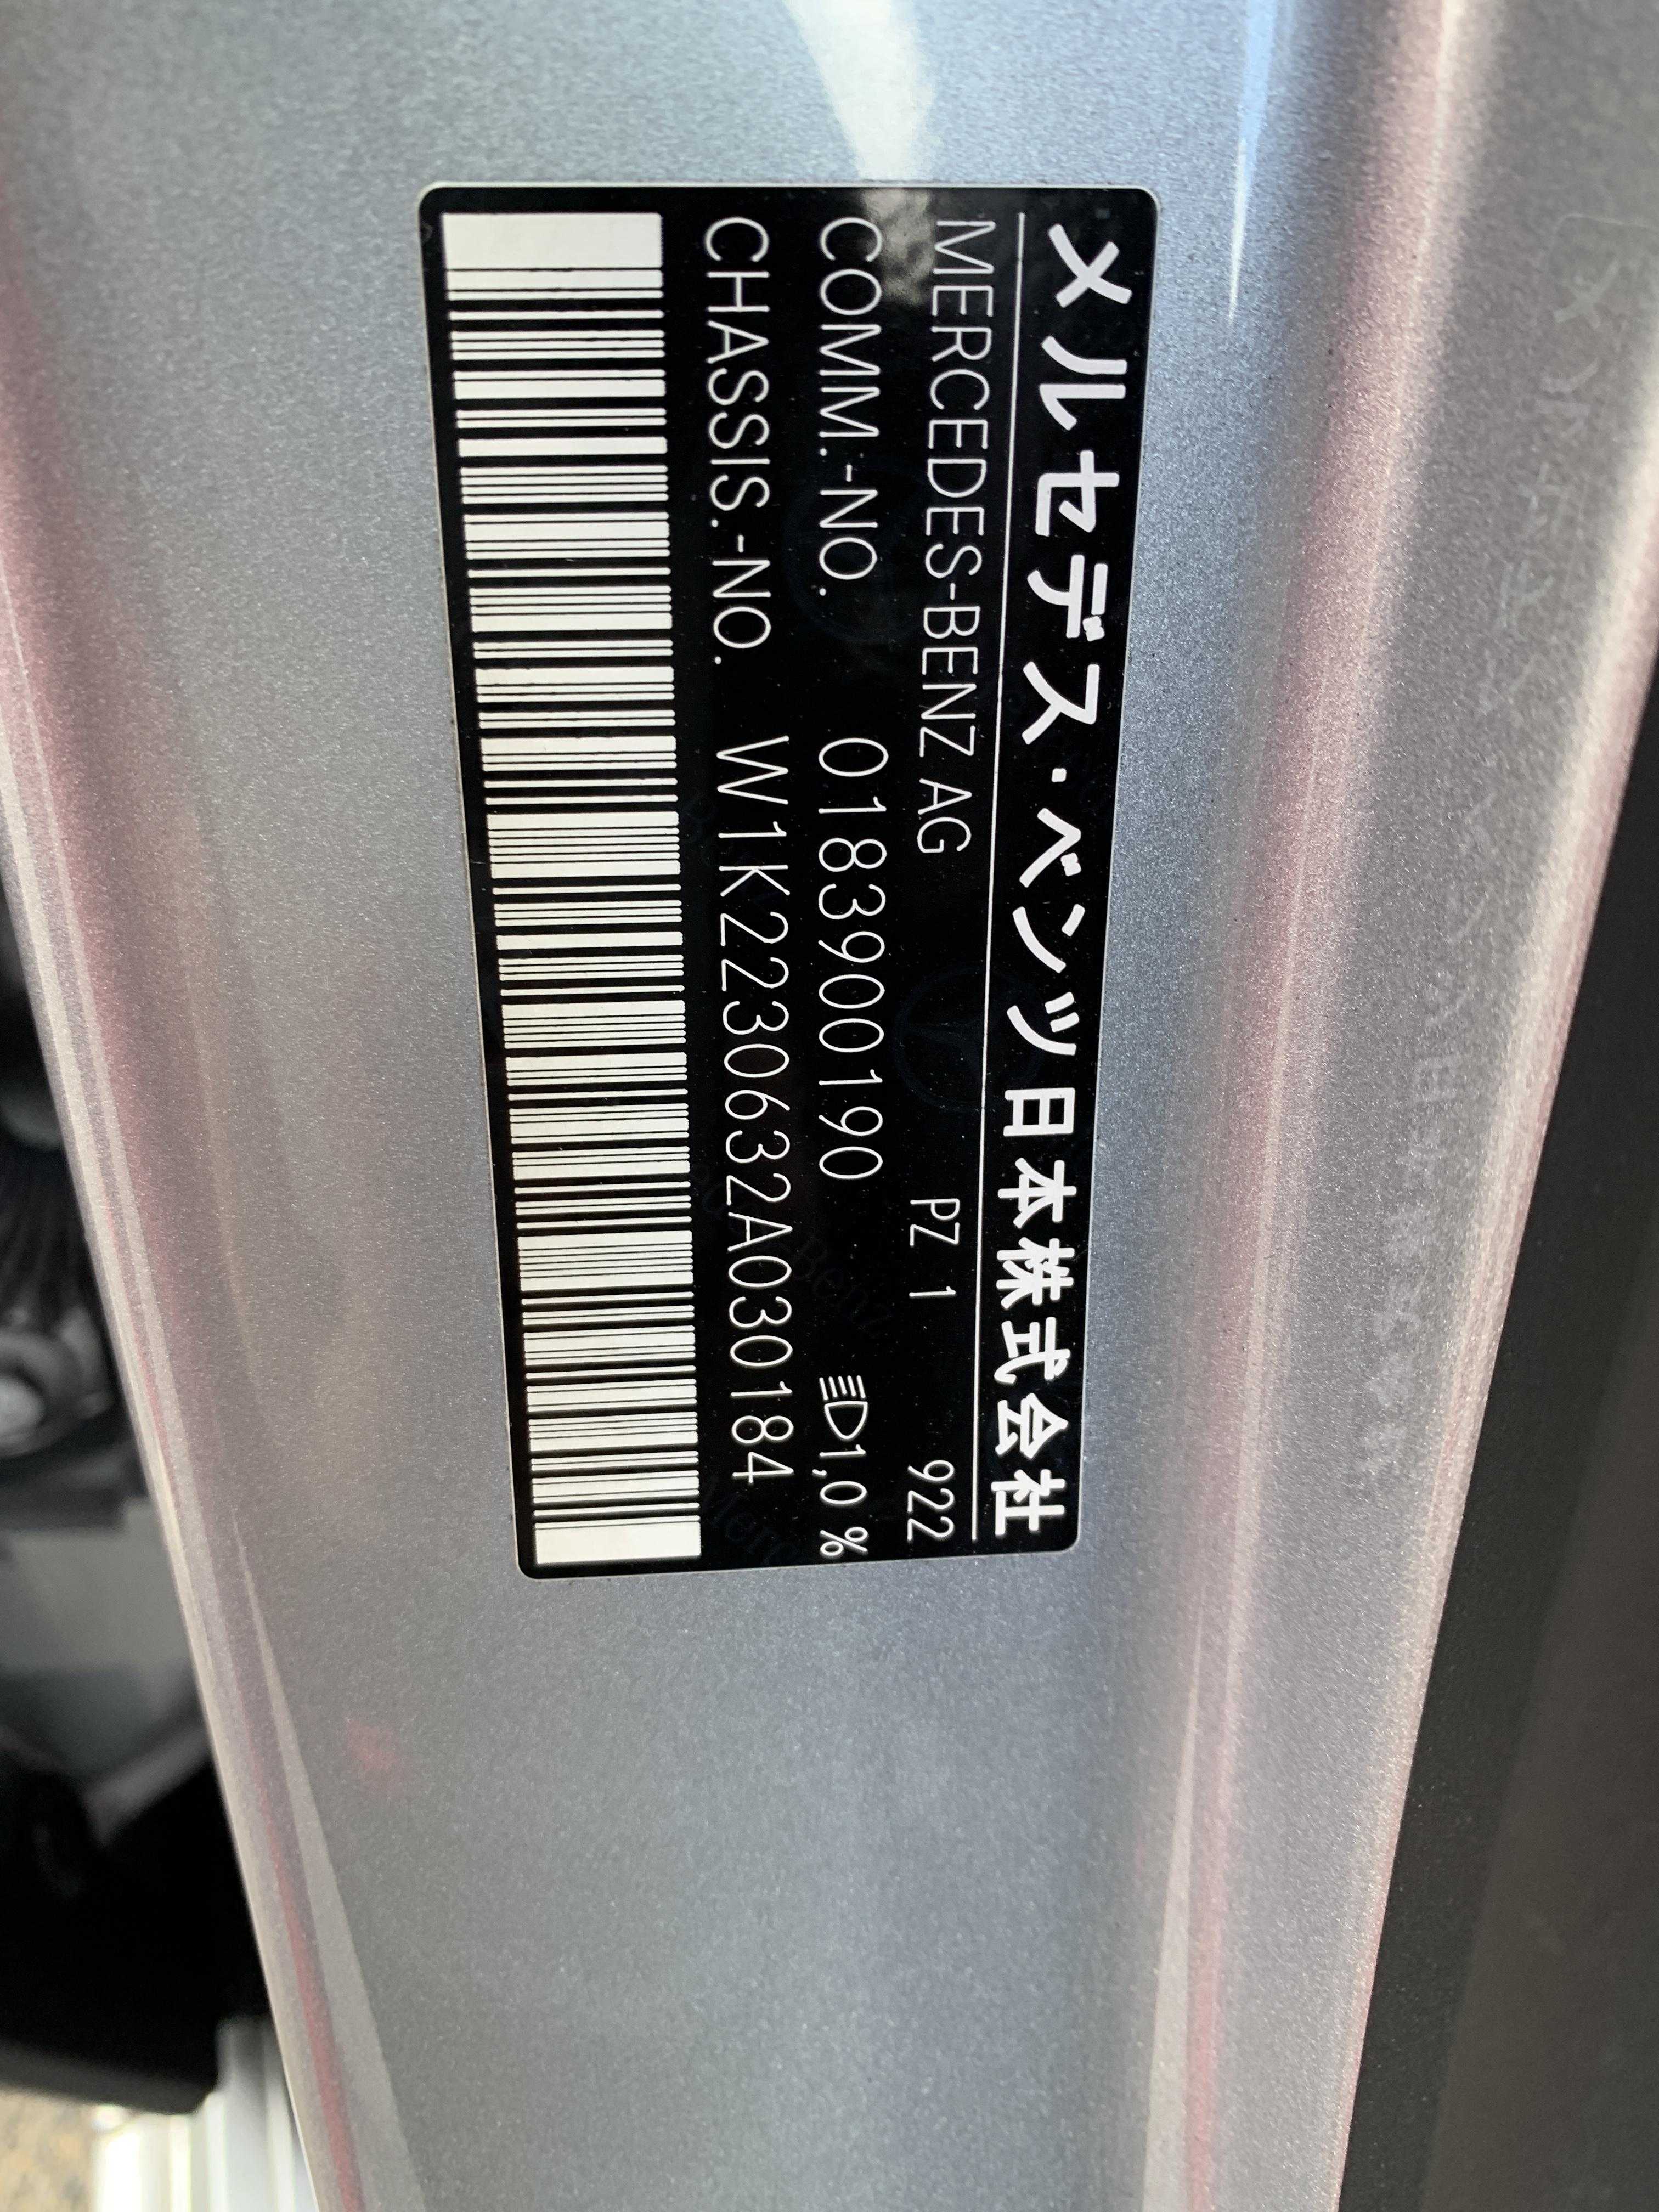 メルセデス・ベンツ日本株式会社
MERCEDES-BENZ AG PZ 1 922
COMM.-NO. 0183900190 1,0 %
CHASSIS.-NO. W1K2230632A030184